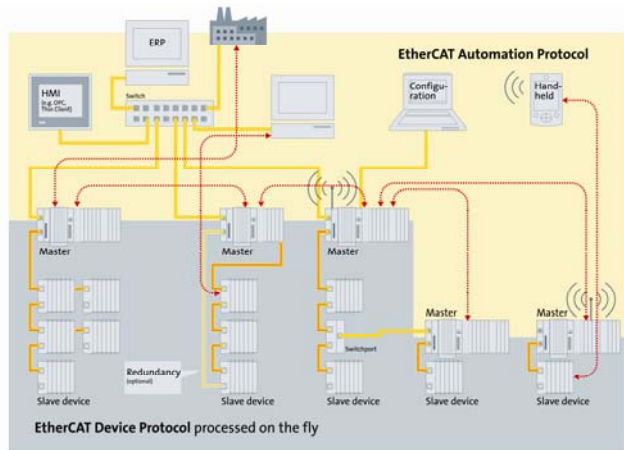 ERP
EtherCAT Automation Protocol
HMI
(e.g. OPC,
Thin Client)
Switch
Configu-
ration
Hand-
held
Master
Master
Master
Master
Master
Switchport
Redundancy
(optional)
Slave device
Slave device
Slave device
Slave device
Slave device
EtherCAT Device Protocol processed on the fly